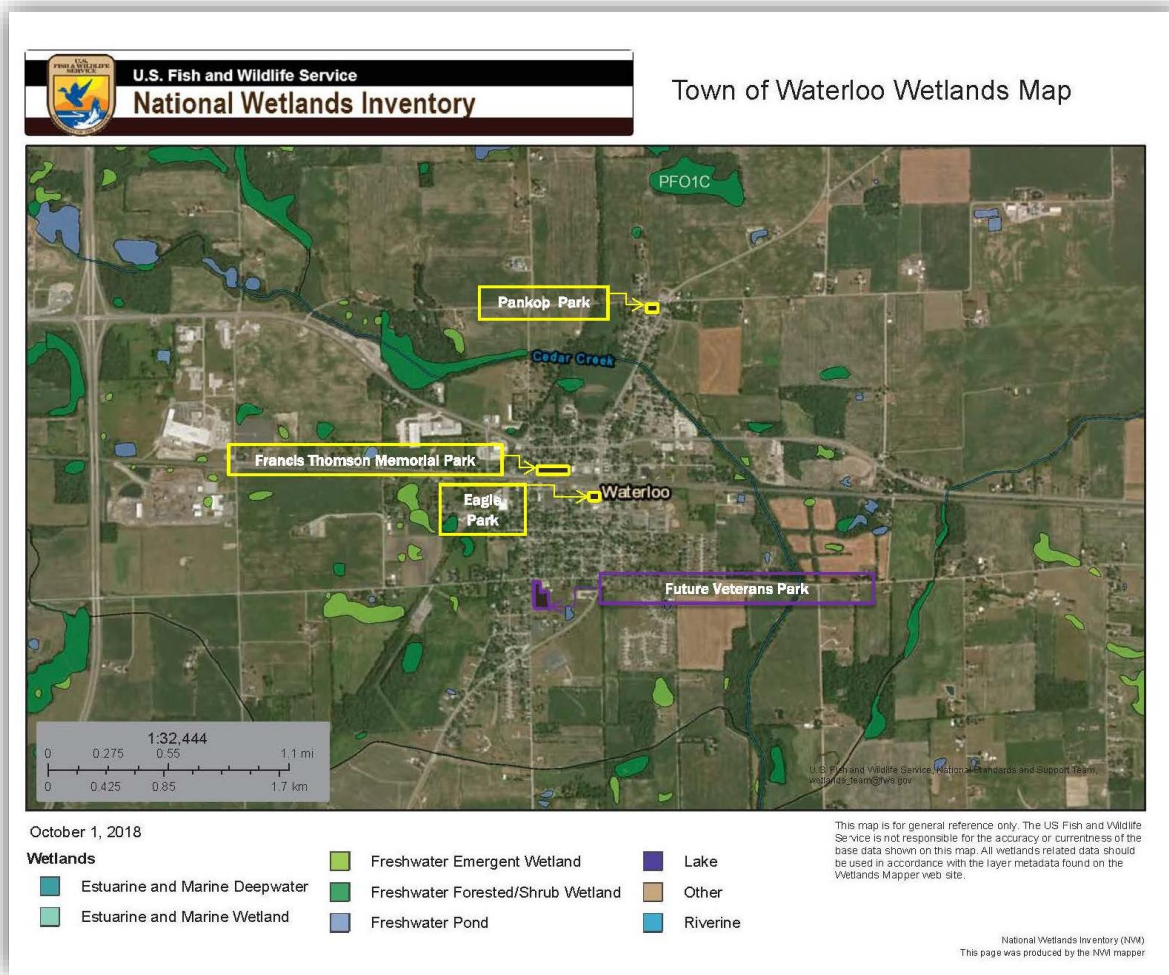 U.S.
FISH & WILDLIFE
SERVICE
U.S. Fish and Wildlife Service
National Wetlands Inventory
Town of Waterloo Wetlands Map
PFO1C
Pankop Park
Cedar Creek
Francis Thomson Memorial Park
Eagle
Park
Waterloo
Future Veterans Park
1:32,444
0 0.275 0.55 1.1 mi
0 0.425 0.85 1.7 km
U.S. Fish and Wildlife Service, National Standards and Support Team,
wetlands_team@fws.gov
October 1, 2018
Wetlands
Estuarine and Marine Deepwater
Estuarine and Marine Wetland
Freshwater Emergent Wetland
Freshwater Forested/Shrub Wetland
Freshwater Pond
Lake
Other
Riverine
This map is for general reference only. The US Fish and Wildlife
Service is not responsible for the accuracy or currentness of the
base data shown on this map. All wetlands related data should
be used in accordance with the layer metadata found on the
Wetlands Mapper web site.
National Wetlands Inventory (NWI)
This page was produced by the NWI mapper